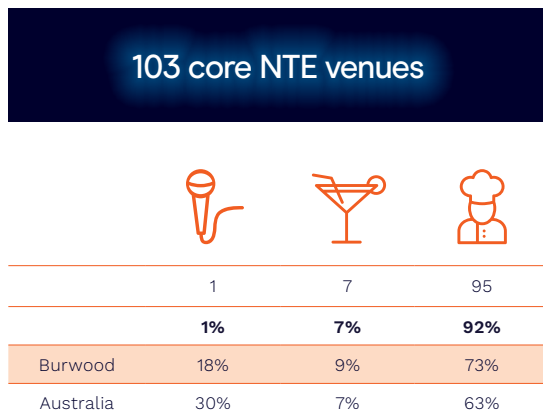 103 core NTE venues
1 7 95
1% 7% 92%
Burwood 18% 9% 73%
Australia 30% 7% 63%